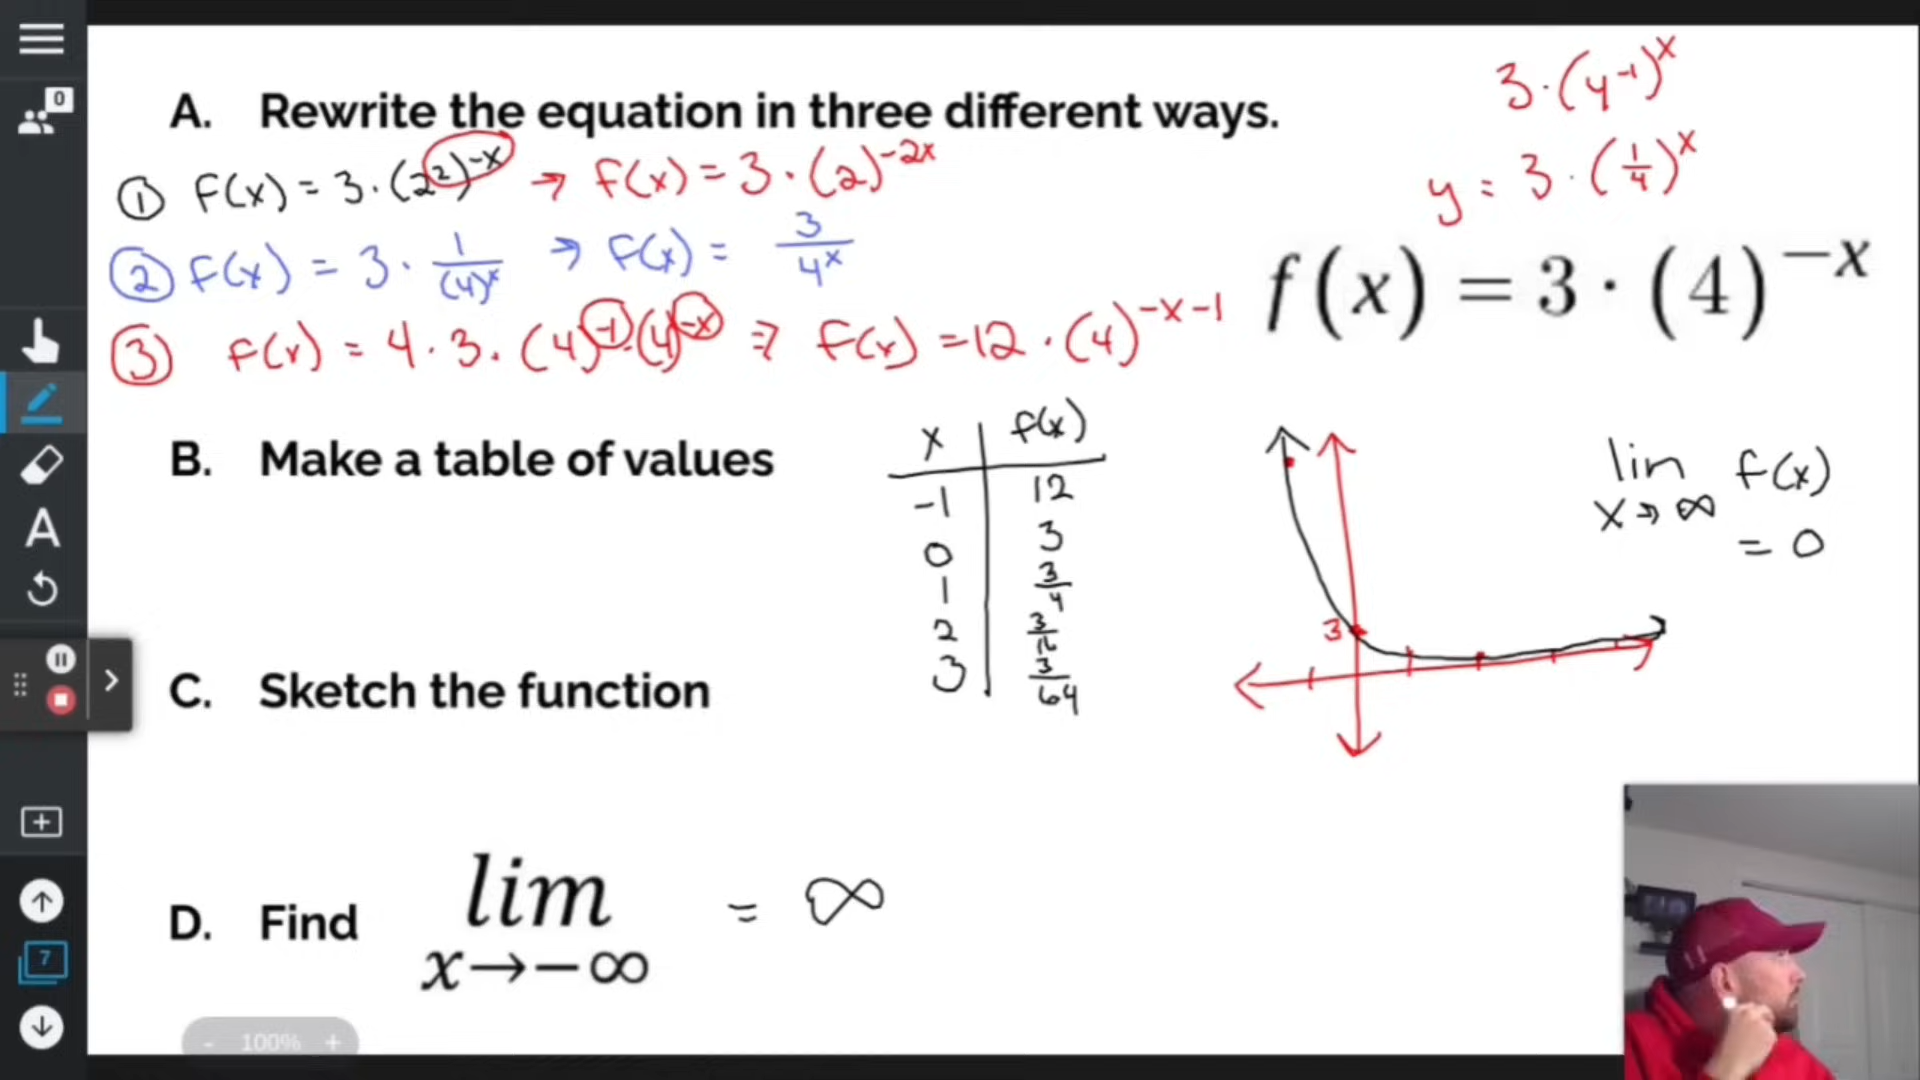 0
A. Rewrite the equation in three different ways.
① f(x) = 3 · (2²)⁻ˣ → f(x) = 3 · (2)⁻²ˣ
② f(x) = 3 · 1/(4)ˣ → f(x) = 3/4ˣ
③ f(x) = 4 · 3 · (4)⁻¹ · (4)⁻ˣ → f(x) = 12 · (4)⁻ˣ⁻¹
3 · (4⁻¹)ˣ
y = 3 · (1/4)ˣ
f(x) = 3 · (4)⁻ˣ
B. Make a table of values
x f(x)
-1 12
0 3
1 3/4
2 3/16
3 3/64
3
lim f(x)
x → ∞
= 0
C. Sketch the function
D. Find lim = ∞
x→−∞
A
7
- 100% +